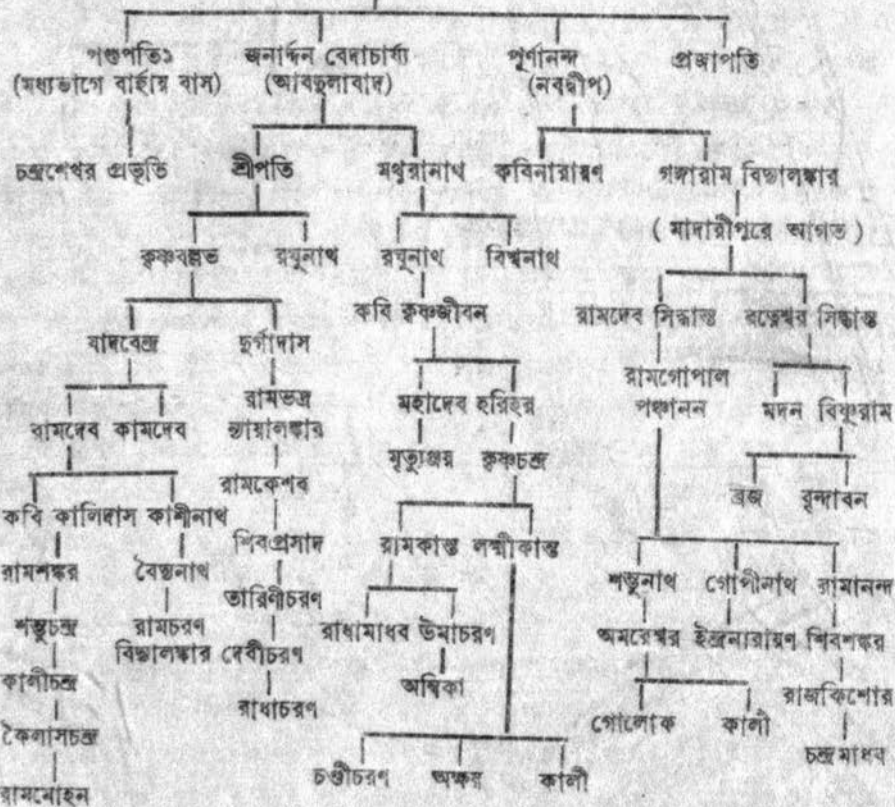 পশুপতি১ জনার্দ্দন বেদাচার্য্য পূর্ণানন্দ প্রজাপতি
(মধ্যভাগে বার্হায় বাস) (আবদুলাবাদ) (নবদ্বীপ)
চন্দ্রশেখর প্রভৃতি শ্রীপতি মথুরানাথ কবিনারায়ণ গঙ্গারাম বিদ্যালঙ্কার
(মাদারীপুরে আগত)
কৃষ্ণবল্লভ রঘুনাথ রঘুনাথ বিশ্বনাথ
কবি কৃষ্ণজীবন রামদেব সিদ্ধান্ত রত্নেশ্বর সিদ্ধান্ত
যাদবেন্দ্র দুর্গাদাস
রামগোপাল
রামভদ্র মহাদেব হরিহর পঞ্চানন মদন বিষ্ণুরাম
রামদেব কামদেব ন্যায়ালঙ্কার
মৃত্যুঞ্জয় কৃষ্ণচন্দ্র
রামকেশব ব্রজ বৃন্দাবন
কবি কালিদাস কাশীনাথ
শিবপ্রসাদ রামকান্ত লক্ষ্মীকান্ত
রামশঙ্কর বৈদ্যনাথ শম্ভুনাথ গোপীনাথ রামানন্দ
তারিণীচরণ
শম্ভুচন্দ্র রামচরণ রাধামাধব উমাচরণ অমরেশ্বর ইন্দ্রনারায়ণ শিবশঙ্কর
বিদ্যালঙ্কার দেবীচরণ
কালীচন্দ্র অম্বিকা রাজকিশোর
রাধাচরণ গোলোক কালী
কৈলাসচন্দ্র চন্দ্রমাধব
চণ্ডীচরণ অক্ষয় কালী
রামমোহন